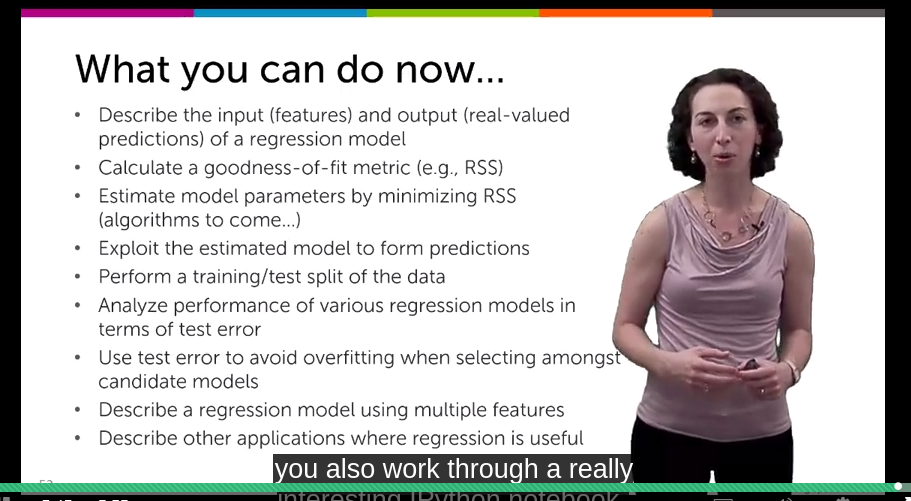 What you can do now...
• Describe the input (features) and output (real-valued
predictions) of a regression model
• Calculate a goodness-of-fit metric (e.g., RSS)
• Estimate model parameters by minimizing RSS
(algorithms to come...)
• Exploit the estimated model to form predictions
• Perform a training/test split of the data
• Analyze performance of various regression models in
terms of test error
• Use test error to avoid overfitting when selecting amongst
candidate models
• Describe a regression model using multiple features
• Describe other applications where regression is useful
you also work through a really
interesting IPython notebook